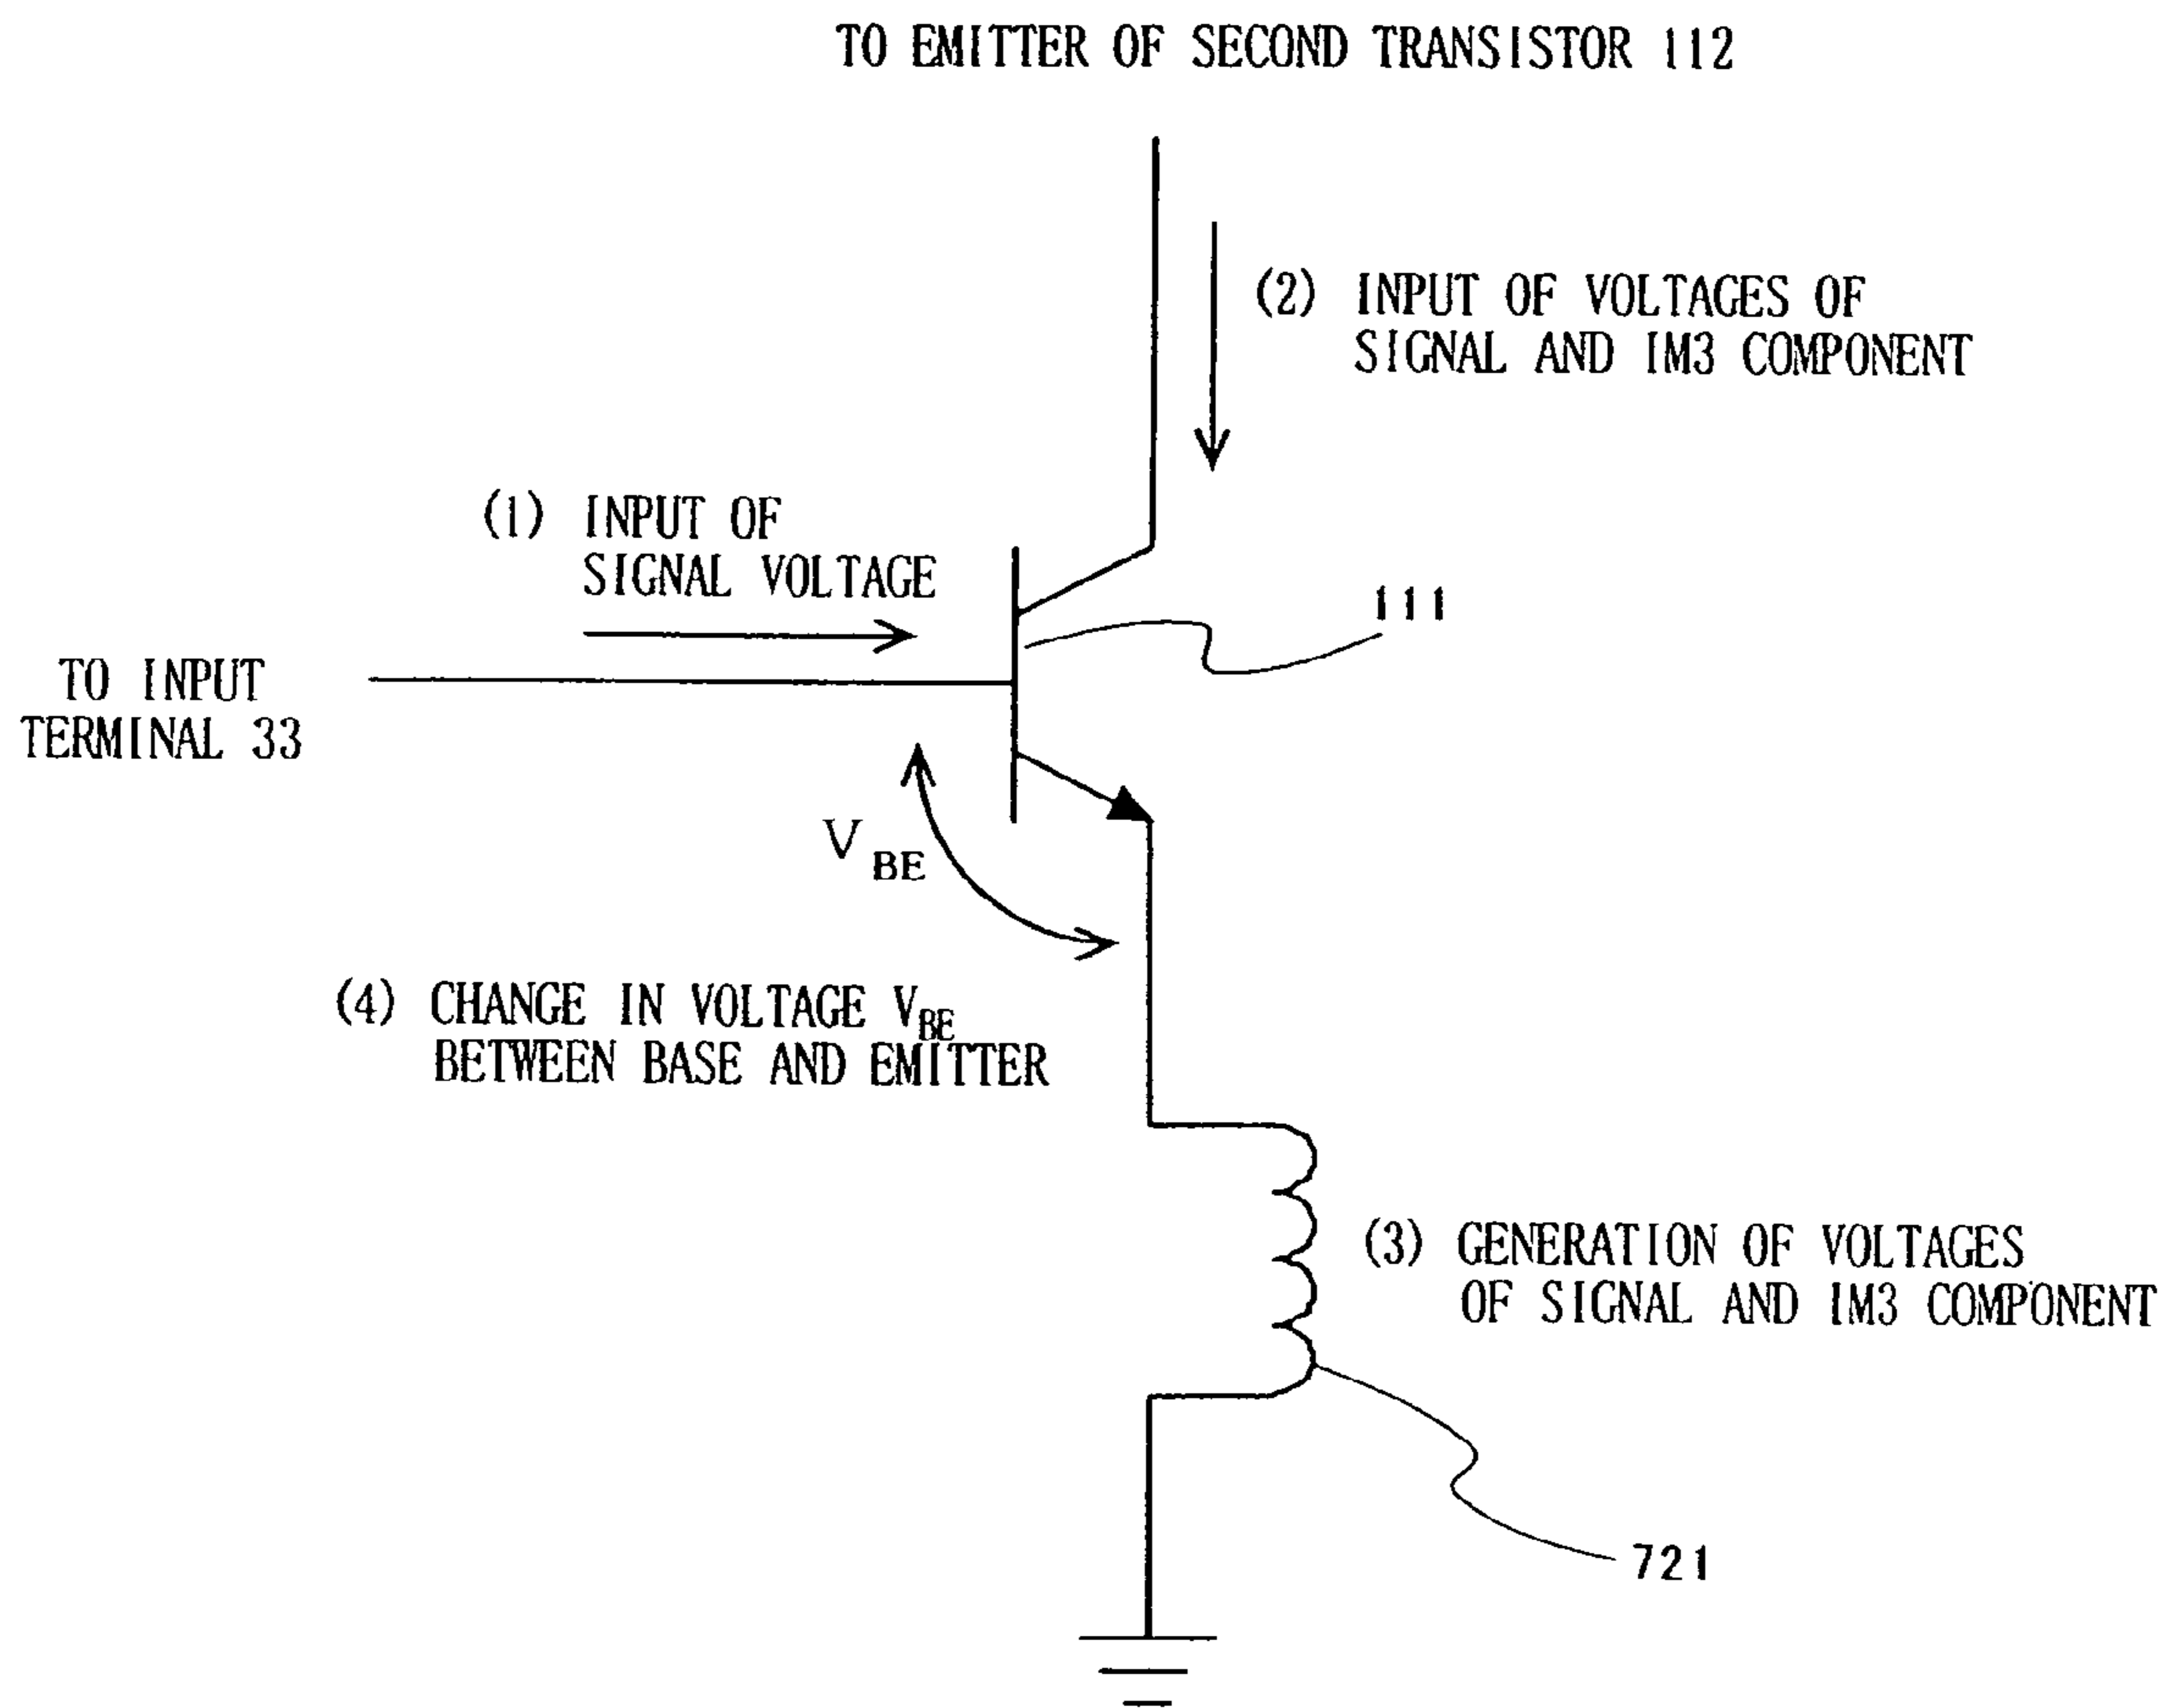 TO EMITTER OF SECOND TRANSISTOR 112
(2) INPUT OF VOLTAGES OF
SIGNAL AND IM3 COMPONENT
(1) INPUT OF
SIGNAL VOLTAGE
111
TO INPUT
TERMINAL 33
V BE
(4) CHANGE IN VOLTAGE VBE
BETWEEN BASE AND EMITTER
(3) GENERATION OF VOLTAGES
OF SIGNAL AND IM3 COMPONENT
721